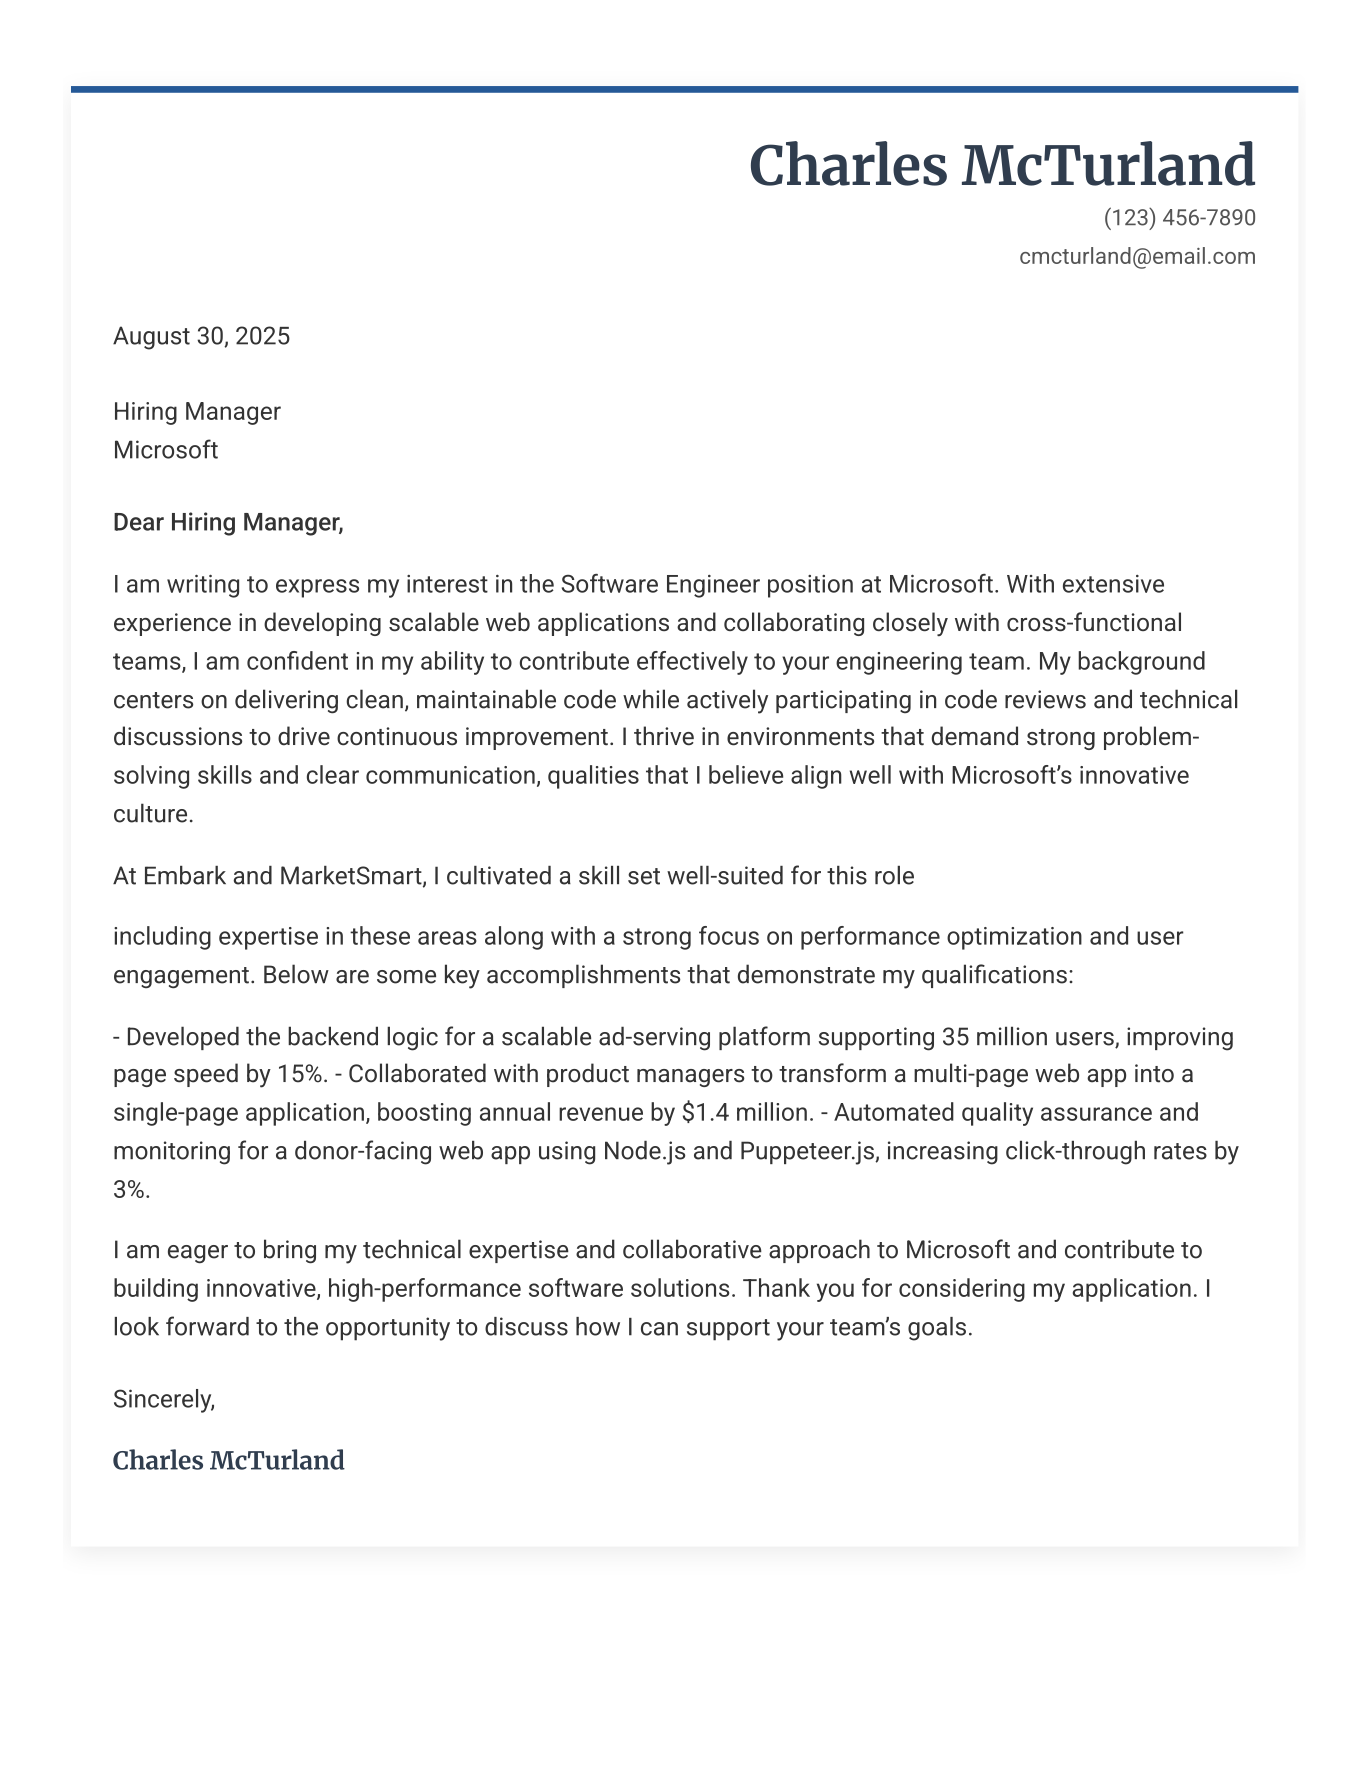 Charles McTurland
(123) 456-7890
cmcturland@email.com
August 30, 2025
Hiring Manager
Microsoft
Dear Hiring Manager,
I am writing to express my interest in the Software Engineer position at Microsoft. With extensive
experience in developing scalable web applications and collaborating closely with cross-functional
teams, I am confident in my ability to contribute effectively to your engineering team. My background
centers on delivering clean, maintainable code while actively participating in code reviews and technical
discussions to drive continuous improvement. I thrive in environments that demand strong problem-
solving skills and clear communication, qualities that I believe align well with Microsoft’s innovative
culture.
At Embark and MarketSmart, I cultivated a skill set well-suited for this role
including expertise in these areas along with a strong focus on performance optimization and user
engagement. Below are some key accomplishments that demonstrate my qualifications:
- Developed the backend logic for a scalable ad-serving platform supporting 35 million users, improving
page speed by 15%. - Collaborated with product managers to transform a multi-page web app into a
single-page application, boosting annual revenue by $1.4 million. - Automated quality assurance and
monitoring for a donor-facing web app using Node.js and Puppeteer.js, increasing click-through rates by
3%.
I am eager to bring my technical expertise and collaborative approach to Microsoft and contribute to
building innovative, high-performance software solutions. Thank you for considering my application. I
look forward to the opportunity to discuss how I can support your team’s goals.
Sincerely,
Charles McTurland